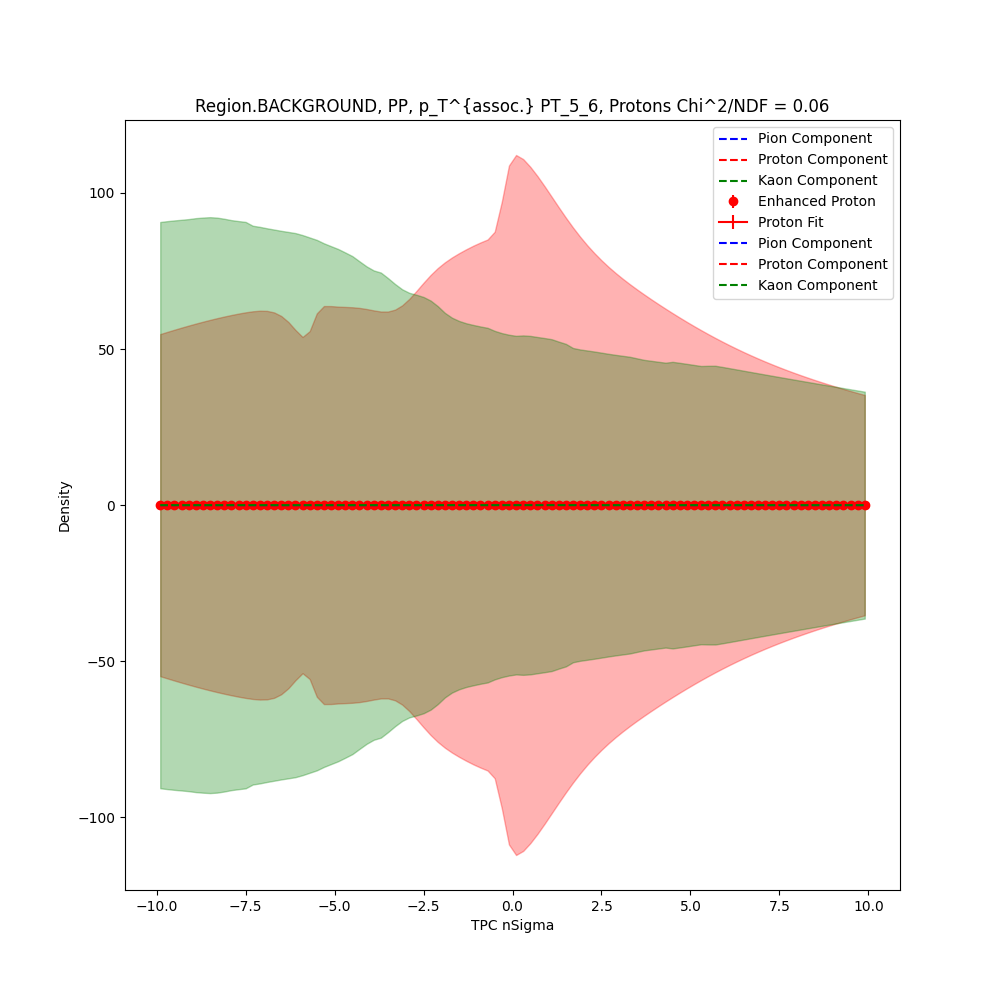 Region.BACKGROUND, PP, p_T^{assoc.} PT_5_6, Protons Chi^2/NDF = 0.06
Pion Component
Proton Component
Kaon Component
Enhanced Proton
Proton Fit
Pion Component
Proton Component
Kaon Component
100
50
0
−50
−100
Density
−10.0 −7.5 −5.0 −2.5 0.0 2.5 5.0 7.5 10.0
TPC nSigma